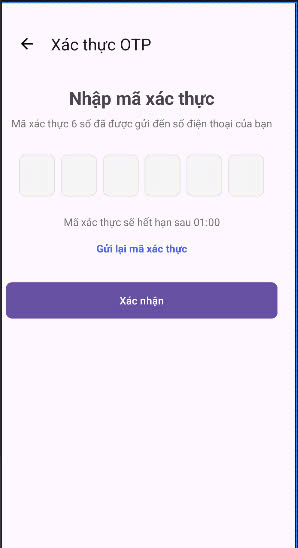 Xác thực OTP
Nhập mã xác thực
Mã xác thực 6 số đã được gửi đến số điện thoại của bạn
Mã xác thực sẽ hết hạn sau 01:00
Gửi lại mã xác thực
Xác nhận